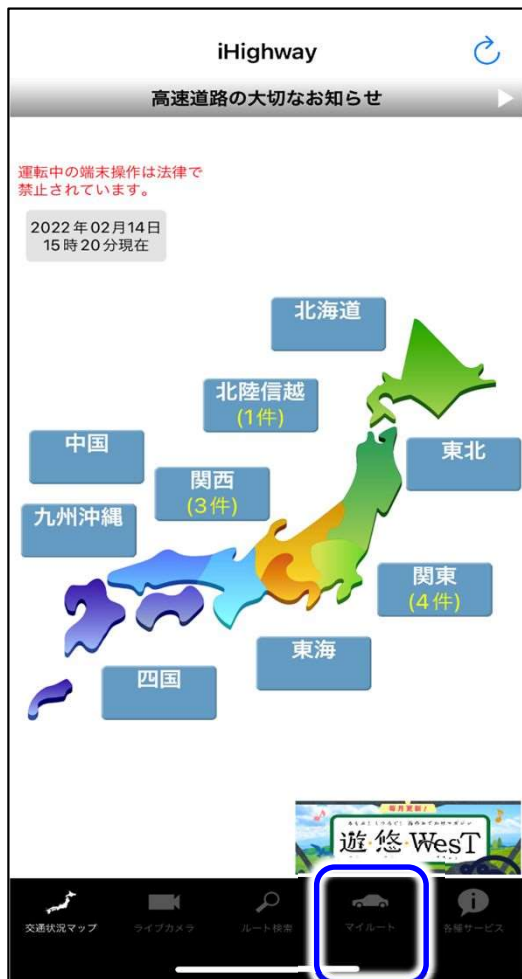 iHighway
高速道路の大切なお知らせ
運転中の端末操作は法律で
禁止されています。
2022年02月14日
15時20分現在
北海道
北陸信越
(1件)
中国
東北
関西
(3件)
九州沖縄
関東
(4件)
東海
四国
毎月更新!
遊・悠・WesT
交通状況マップ
ライブカメラ
ルート検索
マイルート
各種サービス